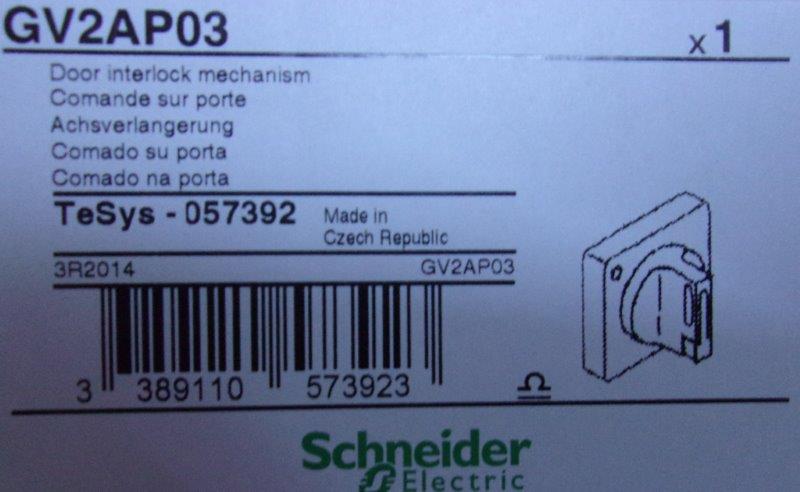 GV2AP03
x 1
Door interlock mechanism
Comande sur porte
Achsverlangerung
Comado su porta
Comado na porta
TeSys - 057392 Made in
Czech Republic
3R2014 GV2AP03
3 389110 573923
Schneider
Electric